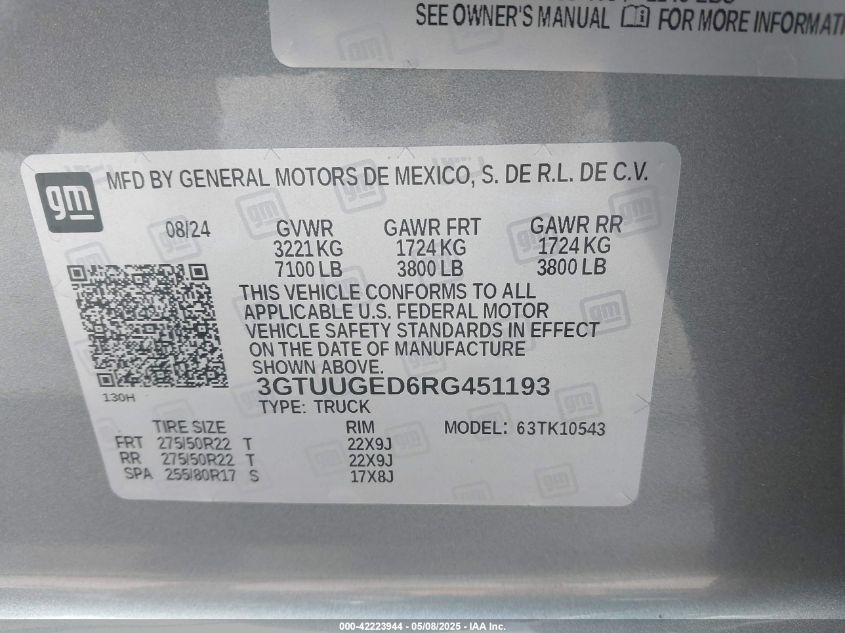 SEE OWNER'S MANUAL FOR MORE INFORMATI
gm
MFD BY GENERAL MOTORS DE MEXICO, S. DE R.L. DE C.V.
08/24 GVWR GAWR FRT GAWR RR
3221 KG 1724 KG 1724 KG
7100 LB 3800 LB 3800 LB
THIS VEHICLE CONFORMS TO ALL
APPLICABLE U.S. FEDERAL MOTOR
VEHICLE SAFETY STANDARDS IN EFFECT
ON THE DATE OF MANUFACTURE
SHOWN ABOVE.
3GTUUGED6RG451193
130H
TYPE: TRUCK
TIRE SIZE RIM MODEL: 63TK10543
FRT 275/50R22 T 22X9J
RR 275/50R22 T 22X9J
SPA 255/80R17 S 17X8J
000-42223944 - 05/08/2025 - IAA Inc.